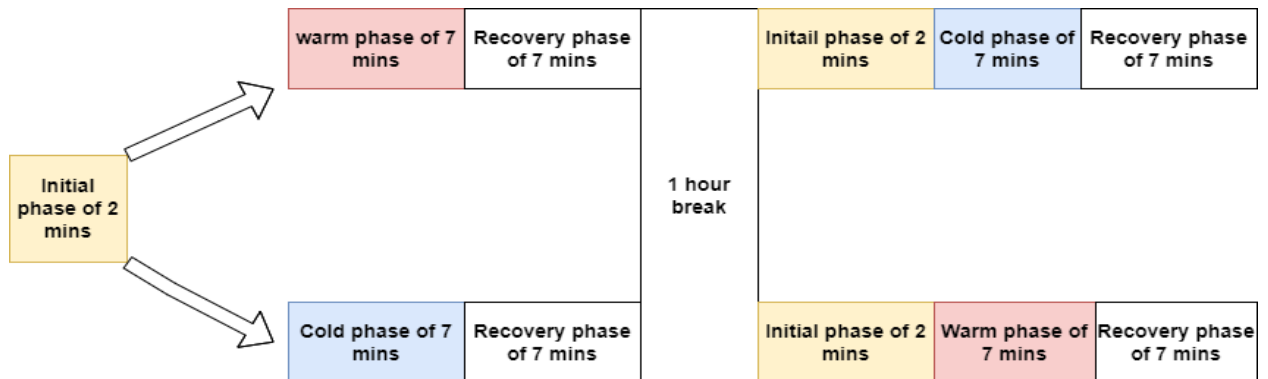 warm phase of 7
mins
Recovery phase
of 7 mins
Initail phase of 2
mins
Cold phase of
7 mins
Recovery phase
of 7 mins
Initial
phase of 2
mins
1 hour
break
Cold phase of 7
mins
Recovery phase
of 7 mins
Initial phase of 2
mins
Warm phase of
7 mins
Recovery phase
of 7 mins